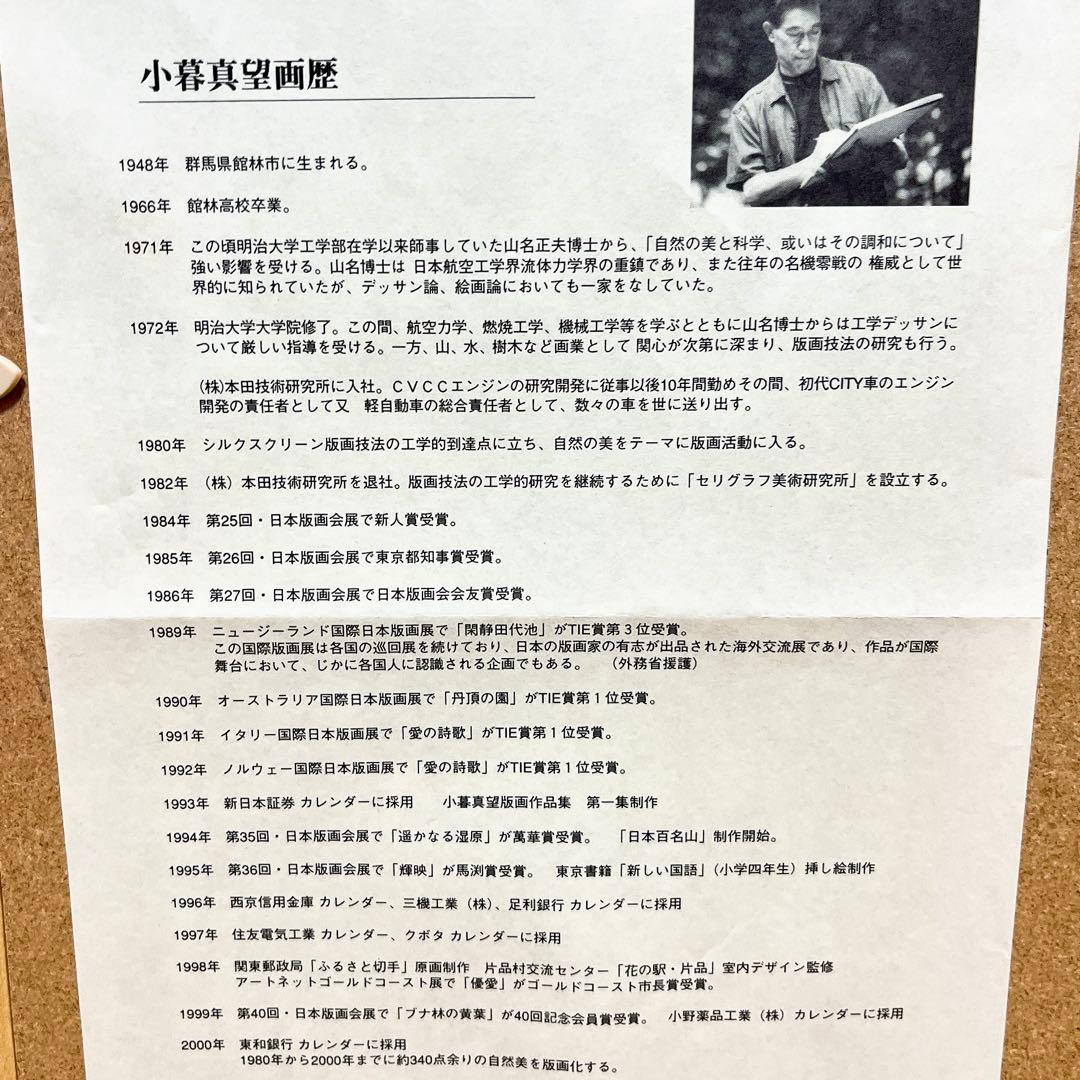 小暮真望画歴
1948年 群馬県館林市に生まれる。
1966年 館林高校卒業。
1971年 この頃明治大学工学部在学以来師事していた山名正夫博士から、「自然の美と科学、或いはその調和について」
強い影響を受ける。山名博士は 日本航空工学界流体力学界の重鎮であり、また往年の名機零戦の 権威として世
界的に知られていたが、デッサン論、絵画論においても一家をなしていた。
1972年 明治大学大学院修了。この間、航空力学、燃焼工学、機械工学等を学ぶとともに山名博士からは工学デッサンに
ついて厳しい指導を受ける。一方、山、水、樹木など画業として 関心が次第に深まり、版画技法の研究も行う。
(株)本田技術研究所に入社。ＣＶＣＣエンジンの研究開発に従事以後10年間勤めその間、初代CITY車のエンジン
開発の責任者として又 軽自動車の総合責任者として、数々の車を世に送り出す。
1980年 シルクスクリーン版画技法の工学的到達点に立ち、自然の美をテーマに版画活動に入る。
1982年 （株）本田技術研究所を退社。版画技法の工学的研究を継続するために「セリグラフ美術研究所」を設立する。
1984年 第25回・日本版画会展で新人賞受賞。
1985年 第26回・日本版画会展で東京都知事賞受賞。
1986年 第27回・日本版画会展で日本版画会会友賞受賞。
1989年 ニュージーランド国際日本版画展で「閑静田代池」がTIE賞第３位受賞。
この国際版画展は各国の巡回展を続けており、日本の版画家の有志が出品された海外交流展であり、作品が国際
舞台において、じかに各国人に認識される企画でもある。 （外務省援護）
1990年 オーストラリア国際日本版画展で「丹頂の園」がTIE賞第１位受賞。
1991年 イタリー国際日本版画展で「愛の詩歌」がTIE賞第１位受賞。
1992年 ノルウェー国際日本版画展で「愛の詩歌」がTIE賞第１位受賞。
1993年 新日本証券 カレンダーに採用 小暮真望版画作品集 第一集制作
1994年 第35回・日本版画会展で「遥かなる湿原」が萬華賞受賞。 「日本百名山」制作開始。
1995年 第36回・日本版画会展で「輝映」が馬渕賞受賞。 東京書籍「新しい国語」（小学四年生）挿し絵制作
1996年 西京信用金庫 カレンダー、三機工業（株）、足利銀行 カレンダーに採用
1997年 住友電気工業 カレンダー、クボタ カレンダーに採用
1998年 関東郵政局「ふるさと切手」原画制作 片品村交流センター「花の駅・片品」室内デザイン監修
アートネットゴールドコースト展で「優愛」がゴールドコースト市長賞受賞。
1999年 第40回・日本版画会展で「ブナ林の黄葉」が40回記念会員賞受賞。 小野薬品工業（株）カレンダーに採用
2000年 東和銀行 カレンダーに採用
1980年から2000年までに約340点余りの自然美を版画化する。